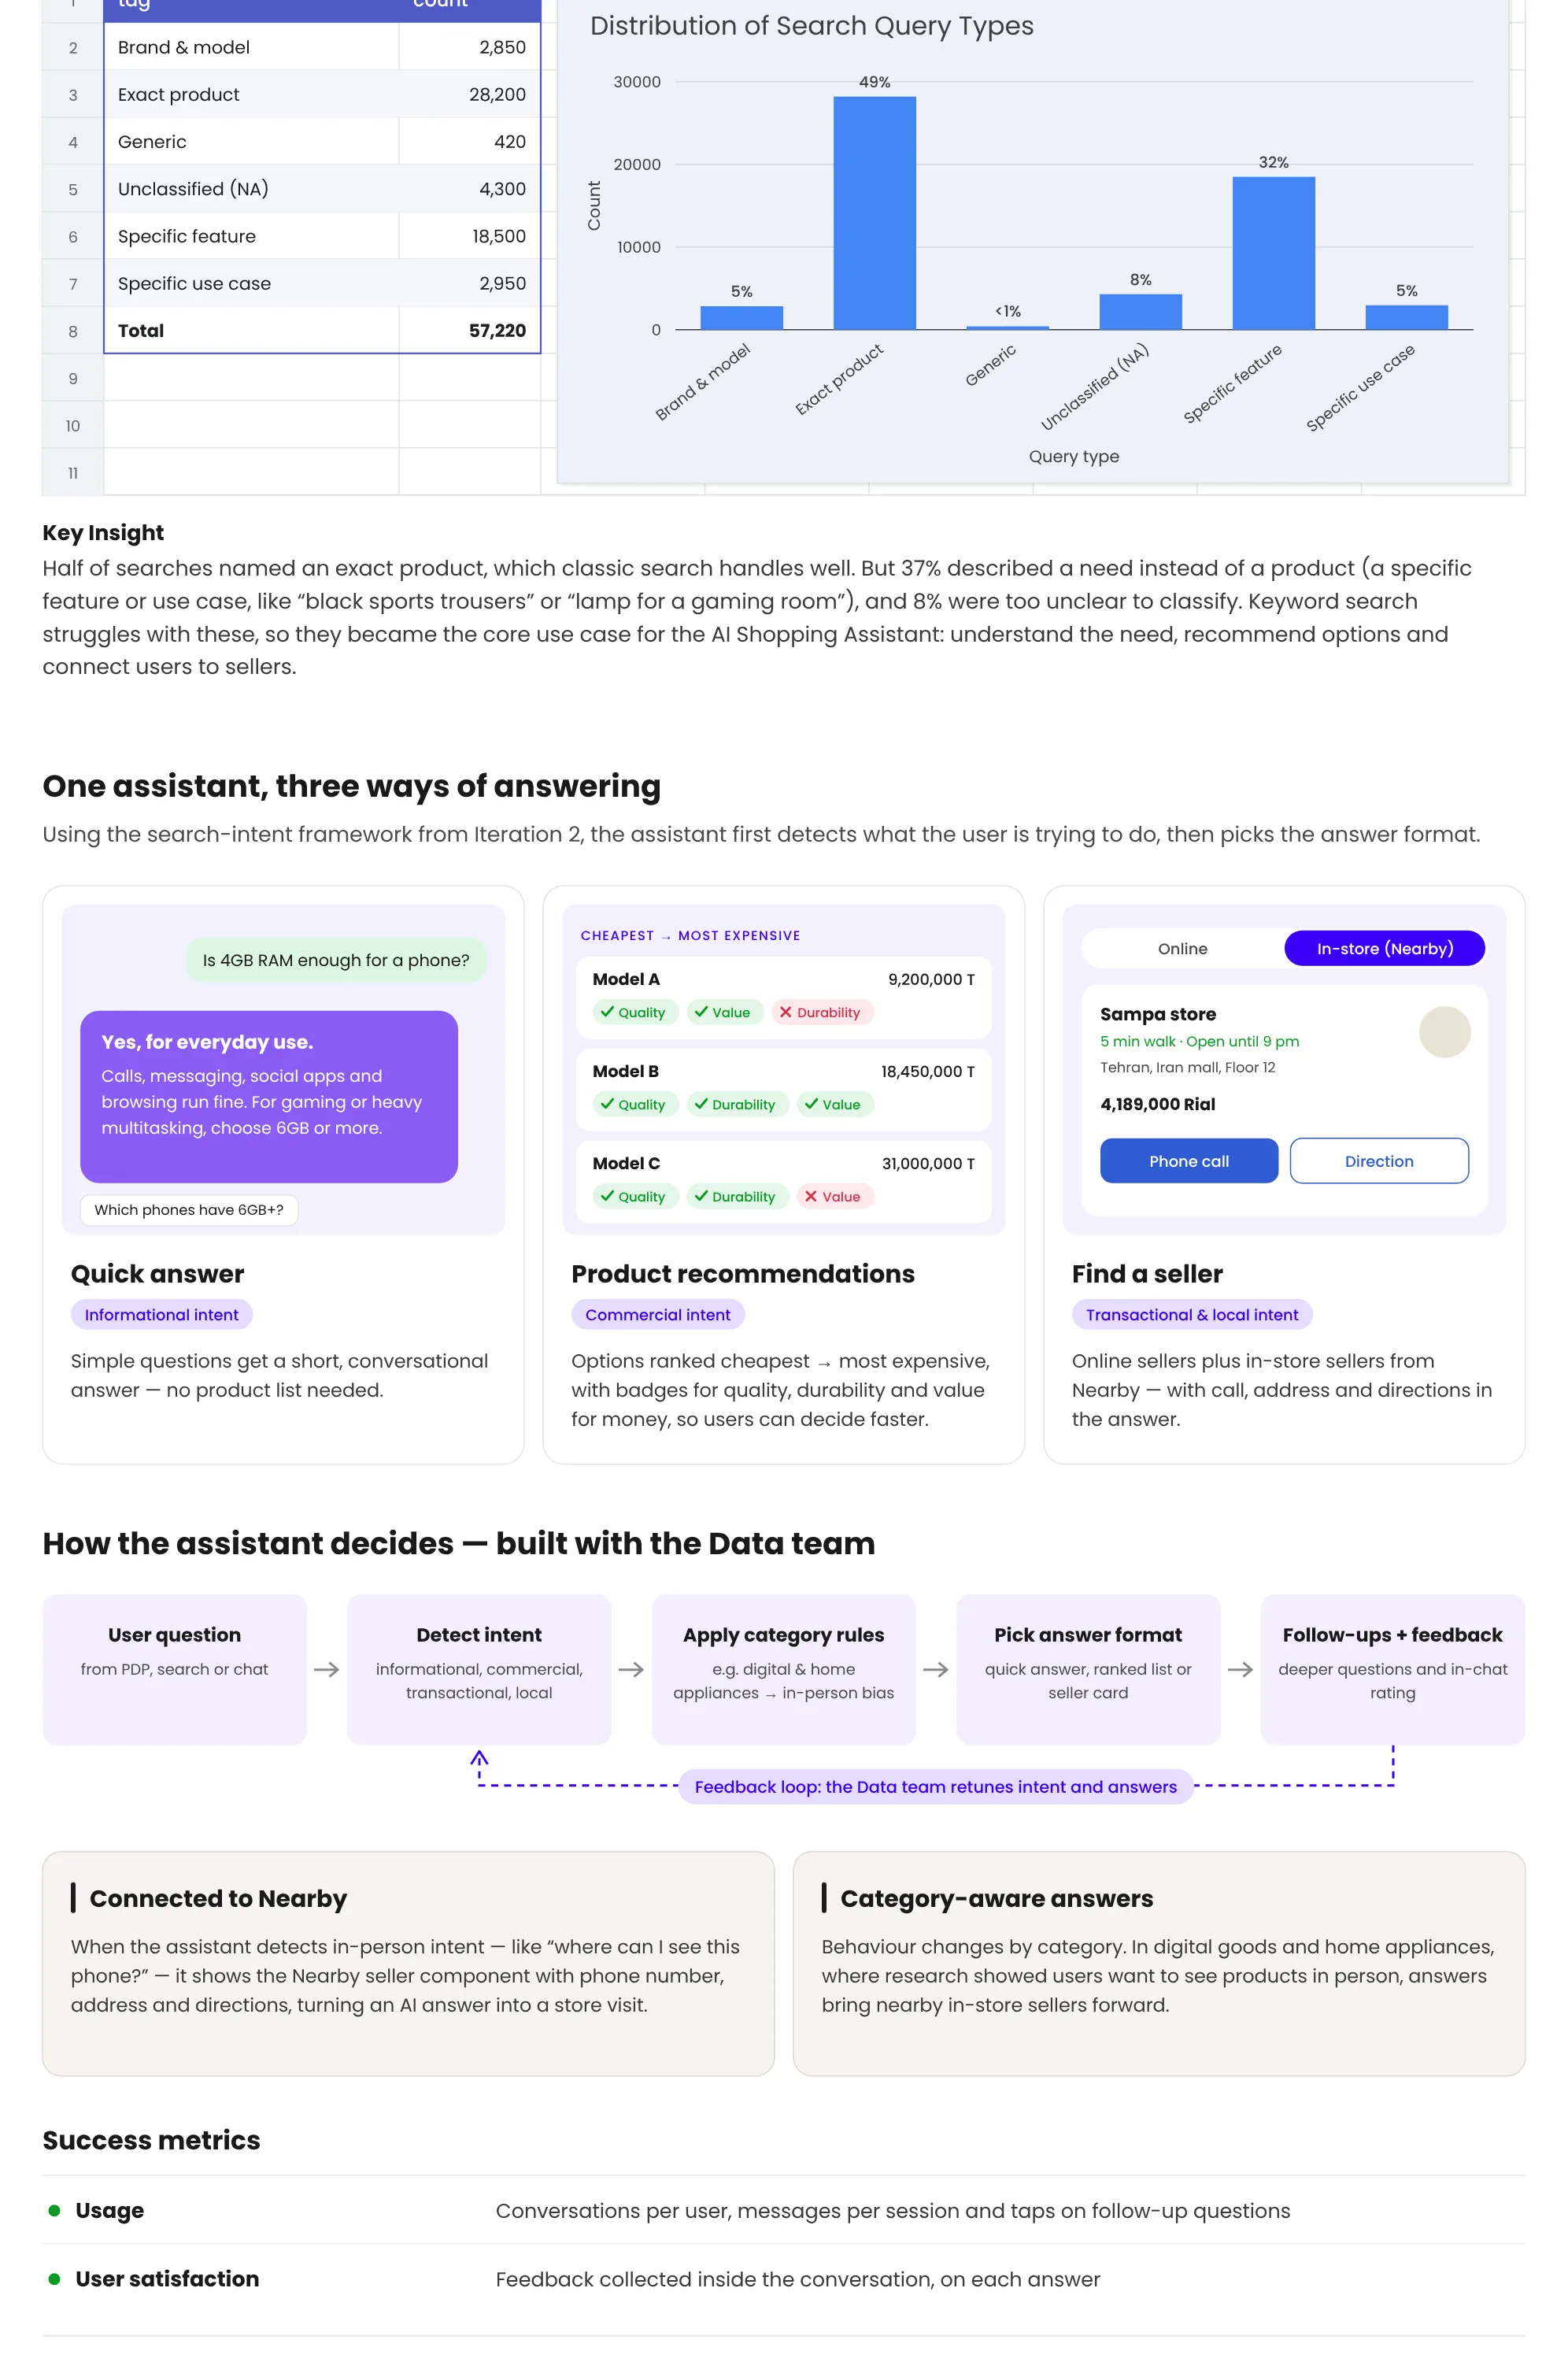 1 tag count
2 Brand & model 2,850
3 Exact product 28,200
4 Generic 420
5 Unclassified (NA) 4,300
6 Specific feature 18,500
7 Specific use case 2,950
8 Total 57,220
9
10
11
Distribution of Search Query Types
30000
20000
10000
0
Count
5%
49%
<1%
8%
32%
5%
Brand & model
Exact product
Generic
Unclassified (NA)
Specific feature
Specific use case
Query type
Key Insight
Half of searches named an exact product, which classic search handles well. But 37% described a need instead of a product (a specific
feature or use case, like “black sports trousers” or “lamp for a gaming room”), and 8% were too unclear to classify. Keyword search
struggles with these, so they became the core use case for the AI Shopping Assistant: understand the need, recommend options and
connect users to sellers.
One assistant, three ways of answering
Using the search-intent framework from Iteration 2, the assistant first detects what the user is trying to do, then picks the answer format.
Is 4GB RAM enough for a phone?
Yes, for everyday use.
Calls, messaging, social apps and
browsing run fine. For gaming or heavy
multitasking, choose 6GB or more.
Which phones have 6GB+?
Quick answer
Informational intent
Simple questions get a short, conversational
answer — no product list needed.
CHEAPEST → MOST EXPENSIVE
Model A 9,200,000 T
Quality Value Durability
Model B 18,450,000 T
Quality Durability Value
Model C 31,000,000 T
Quality Durability Value
Product recommendations
Commercial intent
Options ranked cheapest → most expensive,
with badges for quality, durability and value
for money, so users can decide faster.
Online In-store (Nearby)
Sampa store
5 min walk · Open until 9 pm
Tehran, Iran mall, Floor 12
4,189,000 Rial
Phone call Direction
Find a seller
Transactional & local intent
Online sellers plus in-store sellers from
Nearby — with call, address and directions in
the answer.
How the assistant decides — built with the Data team
User question
from PDP, search or chat
Detect intent
informational, commercial,
transactional, local
Apply category rules
e.g. digital & home
appliances → in-person bias
Pick answer format
quick answer, ranked list or
seller card
Follow-ups + feedback
deeper questions and in-chat
rating
Feedback loop: the Data team retunes intent and answers
Connected to Nearby
When the assistant detects in-person intent — like “where can I see this
phone?” — it shows the Nearby seller component with phone number,
address and directions, turning an AI answer into a store visit.
Category-aware answers
Behaviour changes by category. In digital goods and home appliances,
where research showed users want to see products in person, answers
bring nearby in-store sellers forward.
Success metrics
Usage Conversations per user, messages per session and taps on follow-up questions
User satisfaction Feedback collected inside the conversation, on each answer